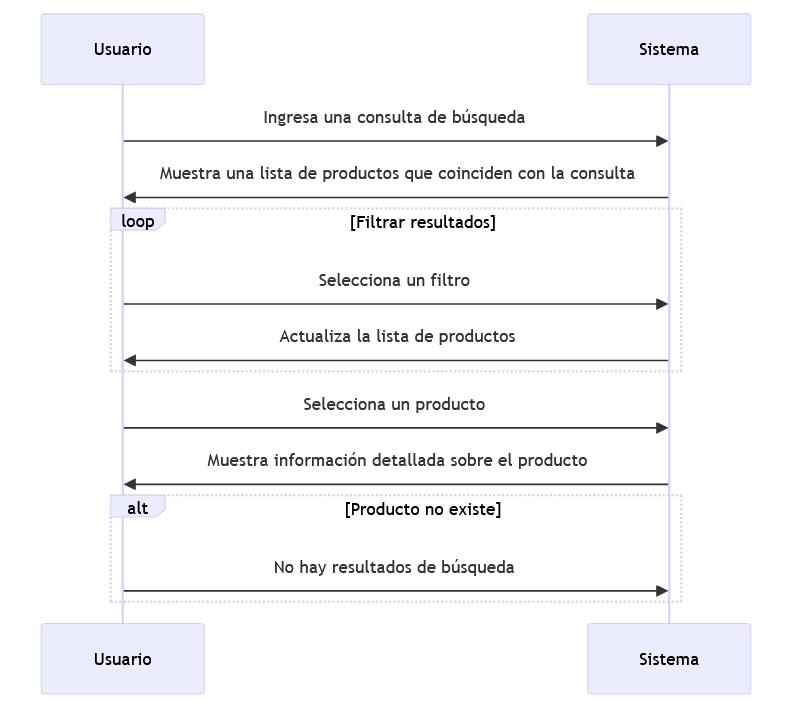 Usuario
Sistema
Ingresa una consulta de búsqueda
Muestra una lista de productos que coinciden con la consulta
loop
[Filtrar resultados]
Selecciona un filtro
Actualiza la lista de productos
Selecciona un producto
Muestra información detallada sobre el producto
alt
[Producto no existe]
No hay resultados de búsqueda
Usuario
Sistema